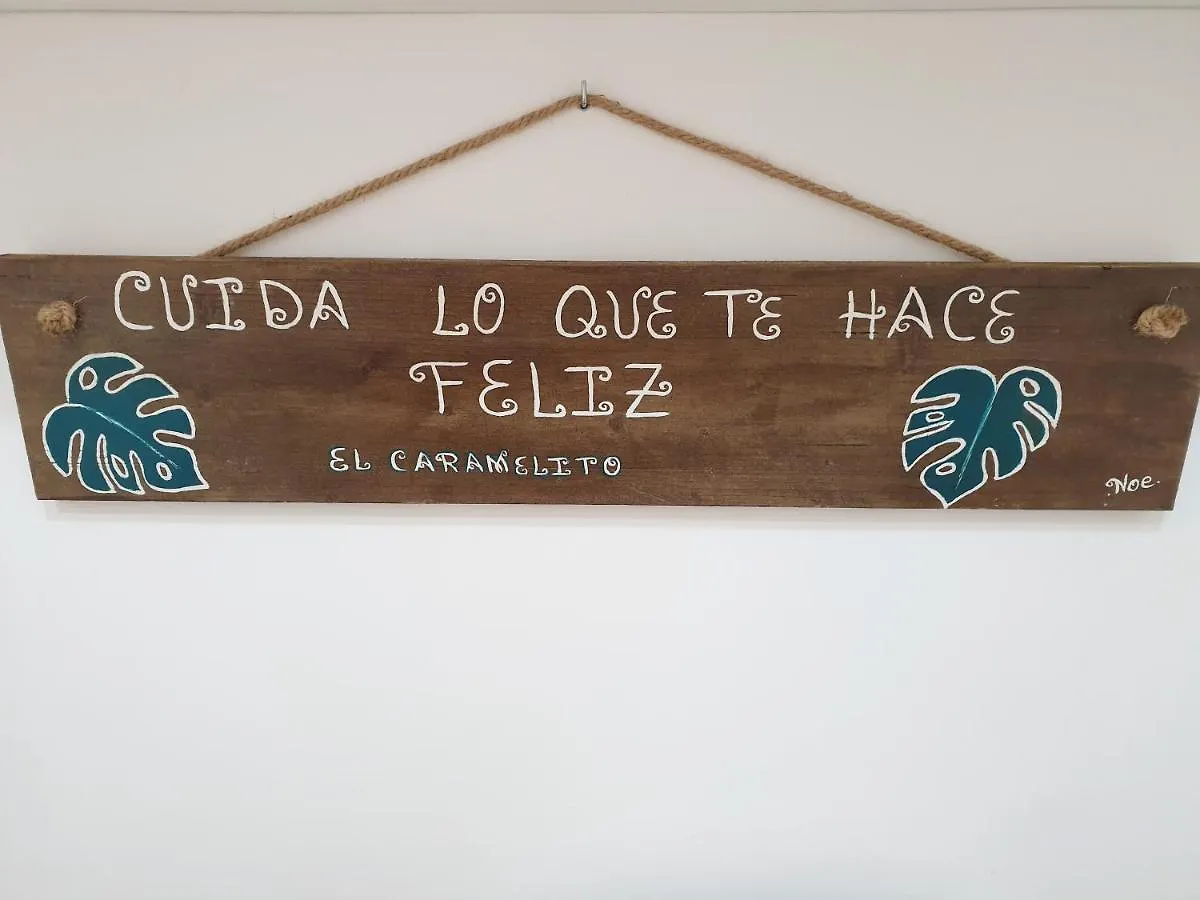 CUIDA LO QUE TE HACE
FELIZ
EL CARAMELITO
.Noe.